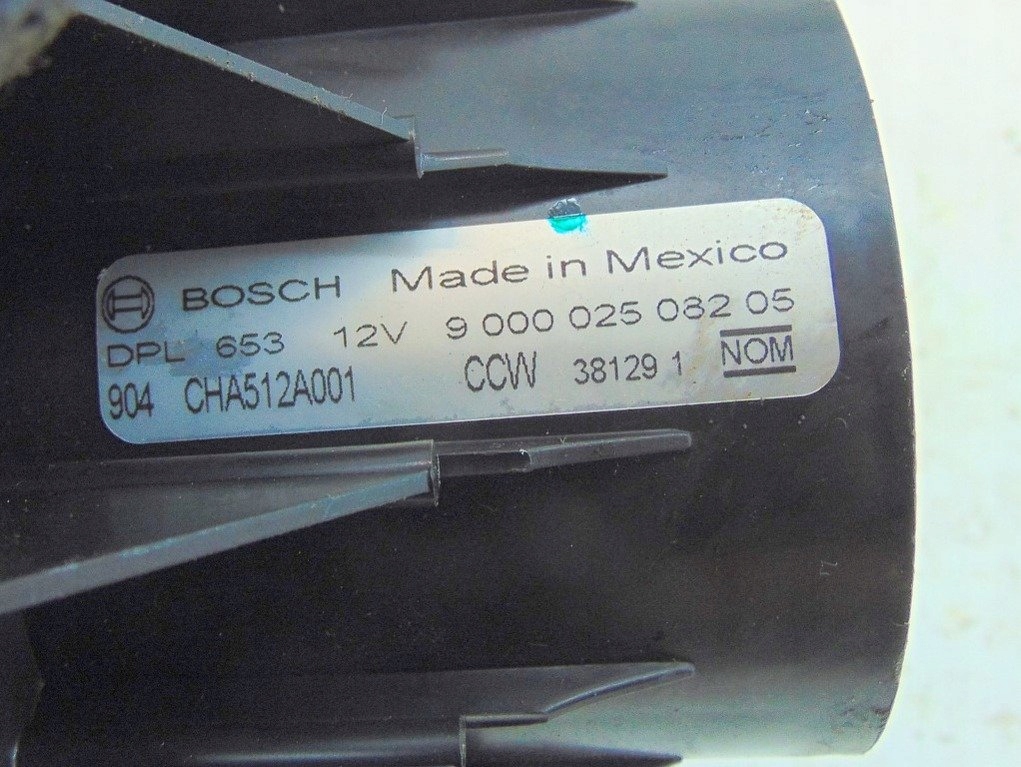 BOSCH Made in Mexico
DPL 653 12V 9 000 025 082 05
904 CHA512A001 CCW 38129 1 NOM